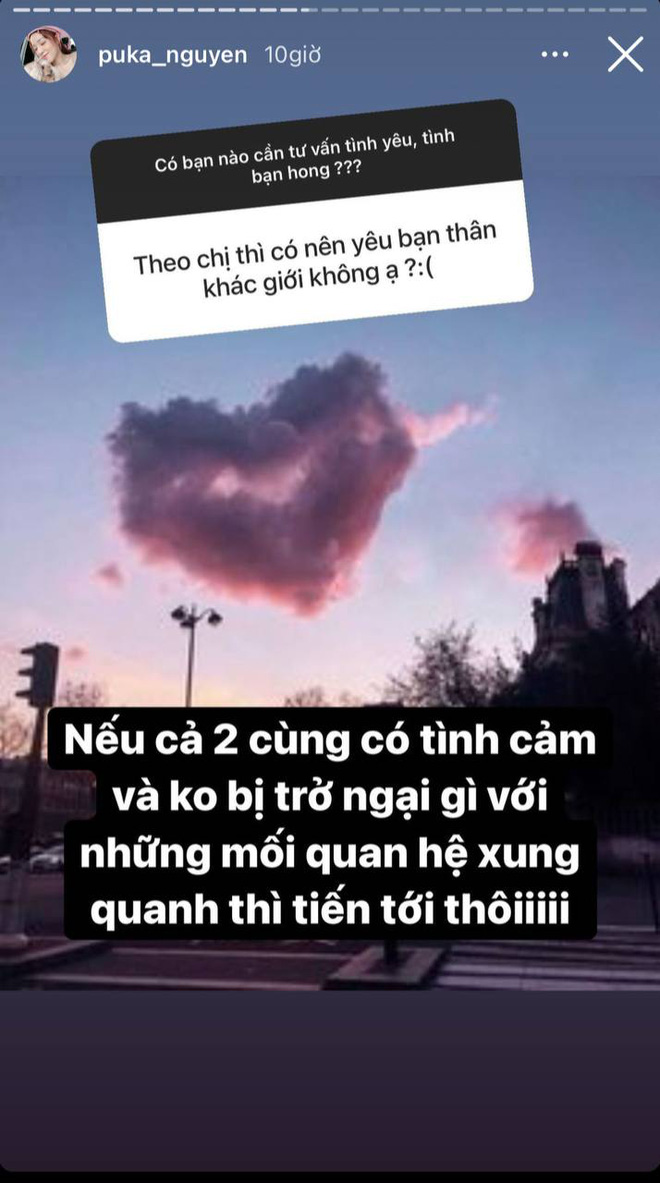 puka_nguyen 10giờ
Có bạn nào cần tư vấn tình yêu, tình
bạn hong ???
Theo chị thì có nên yêu bạn thân
khác giới không ạ ?:(
Nếu cả 2 cùng có tình cảm
và ko bị trở ngại gì với
những mối quan hệ xung
quanh thì tiến tới thôiiiii